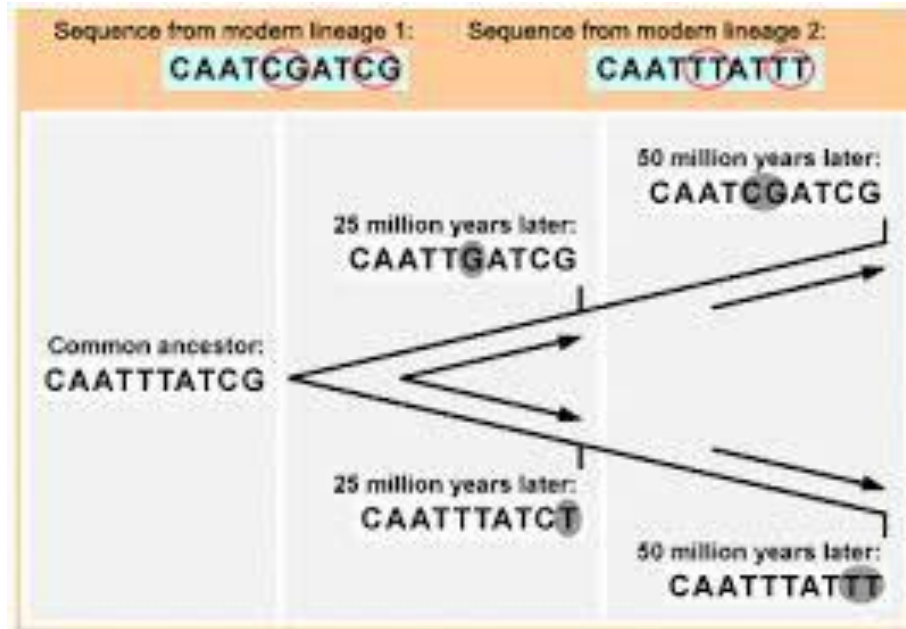 Sequence from modern lineage 1:
CAATCGATCG
Sequence from modern lineage 2:
CAATTTATTT
50 million years later:
CAATCGATCG
25 million years later:
CAATTGATCG
Common ancestor:
CAATTTATCG
25 million years later:
CAATTTATCT
50 million years later:
CAATTTATTT